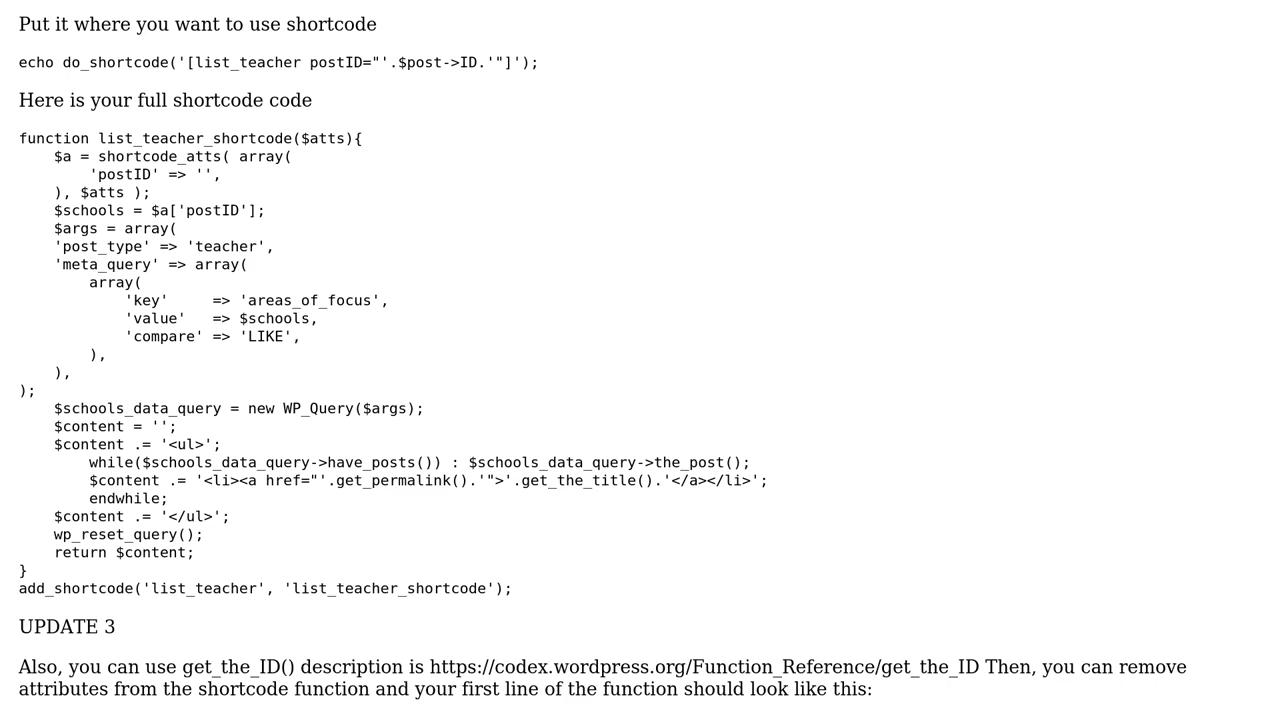 Put it where you want to use shortcode
echo do_shortcode('[list_teacher postID="'.$post->ID.'"]');
Here is your full shortcode code
function list_teacher_shortcode($atts){
    $a = shortcode_atts( array(
        'postID' => '',
    ), $atts );
    $schools = $a['postID'];
    $args = array(
    'post_type' => 'teacher',
    'meta_query' => array(
        array(
            'key'     => 'areas_of_focus',
            'value'   => $schools,
            'compare' => 'LIKE',
        ),
    ),
);
    $schools_data_query = new WP_Query($args);
    $content = '';
    $content .= '<ul>';
        while($schools_data_query->have_posts()) : $schools_data_query->the_post();
        $content .= '<li><a href="'.get_permalink().'">'.get_the_title().'</a></li>';
        endwhile;
    $content .= '</ul>';
    wp_reset_query();
    return $content;
}
add_shortcode('list_teacher', 'list_teacher_shortcode');
UPDATE 3
Also, you can use get_the_ID() description is https://codex.wordpress.org/Function_Reference/get_the_ID Then, you can remove
attributes from the shortcode function and your first line of the function should look like this: